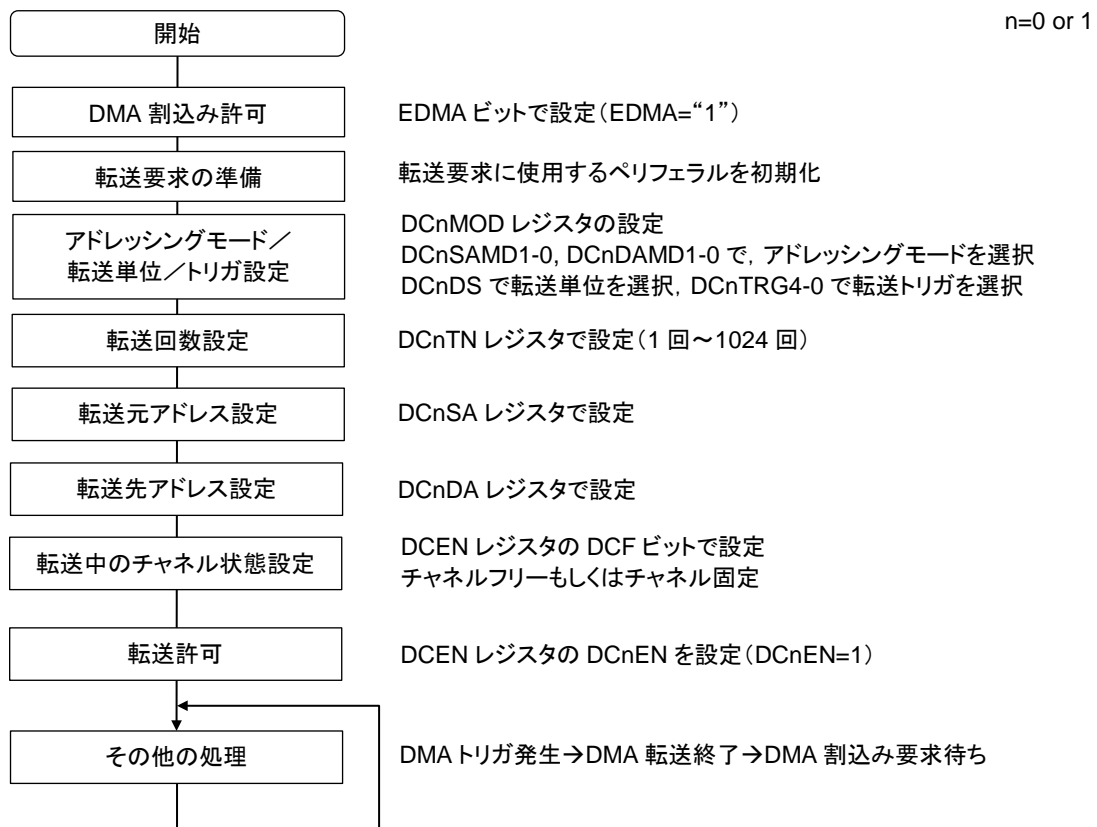 n=0 or 1
開始
DMA 割込み許可
EDMA ビットで設定（EDMA=“1”）
転送要求の準備
転送要求に使用するペリフェラルを初期化
アドレッシングモード／
転送単位／トリガ設定
DCnMOD レジスタの設定
DCnSAMD1-0, DCnDAMD1-0 で，アドレッシングモードを選択
DCnDS で転送単位を選択，DCnTRG4-0 で転送トリガを選択
転送回数設定
DCnTN レジスタで設定（1 回～1024 回）
転送元アドレス設定
DCnSA レジスタで設定
転送先アドレス設定
DCnDA レジスタで設定
転送中のチャネル状態設定
DCEN レジスタの DCF ビットで設定
チャネルフリーもしくはチャネル固定
転送許可
DCEN レジスタの DCnEN を設定（DCnEN=1）
その他の処理
DMA トリガ発生→DMA 転送終了→DMA 割込み要求待ち